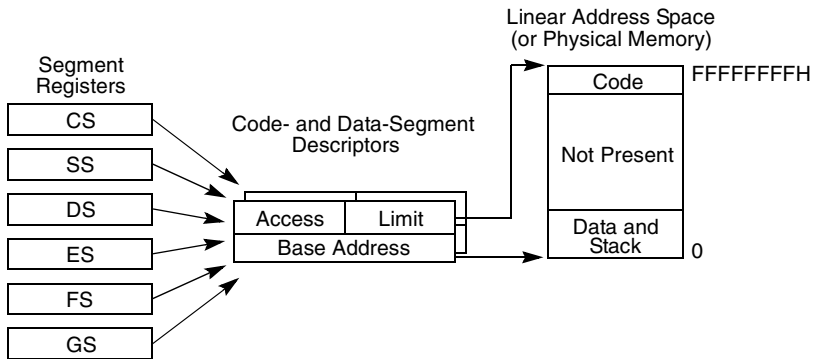 Linear Address Space
(or Physical Memory)
Segment
Registers
CS
SS
DS
ES
FS
GS
Code- and Data-Segment
Descriptors
Access
Limit
Base Address
Code
FFFFFFFFH
Not Present
Data and
Stack
0